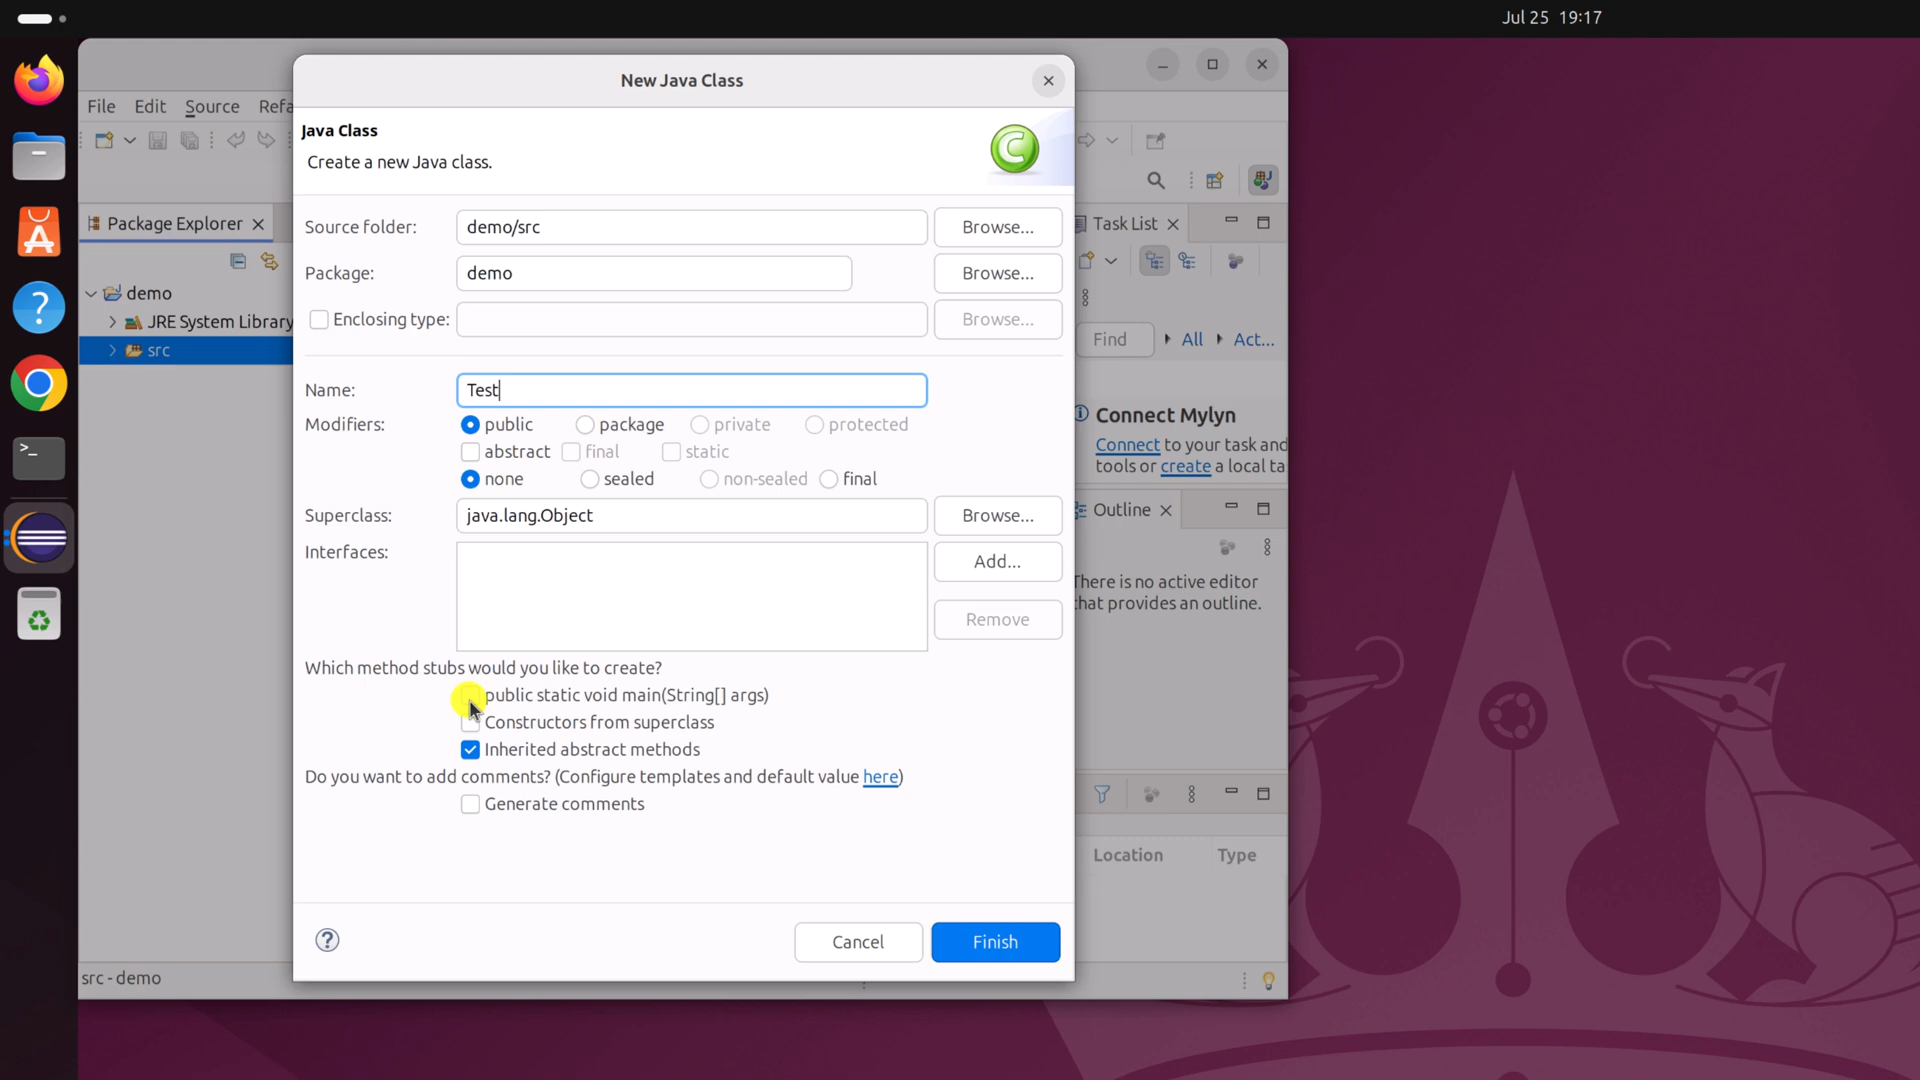 Jul 25 19:17
New Java Class
File Edit Source Refa
Java Class
Create a new Java class.
Package Explorer
Task List
Source folder: demo/src Browse...
Package: demo Browse...
Enclosing type: Browse...
demo
JRE System Library
src
Find All Act...
Name: Test
Modifiers: public package private protected
abstract final static
none sealed non-sealed final
Connect Mylyn
Connect to your task and
tools or create a local ta
Superclass: java.lang.Object Browse...
Outline
Interfaces: Add...
Remove
There is no active editor
that provides an outline.
Which method stubs would you like to create?
public static void main(String[] args)
Constructors from superclass
Inherited abstract methods
Do you want to add comments? (Configure templates and default value here)
Generate comments
Location Type
Cancel Finish
src - demo